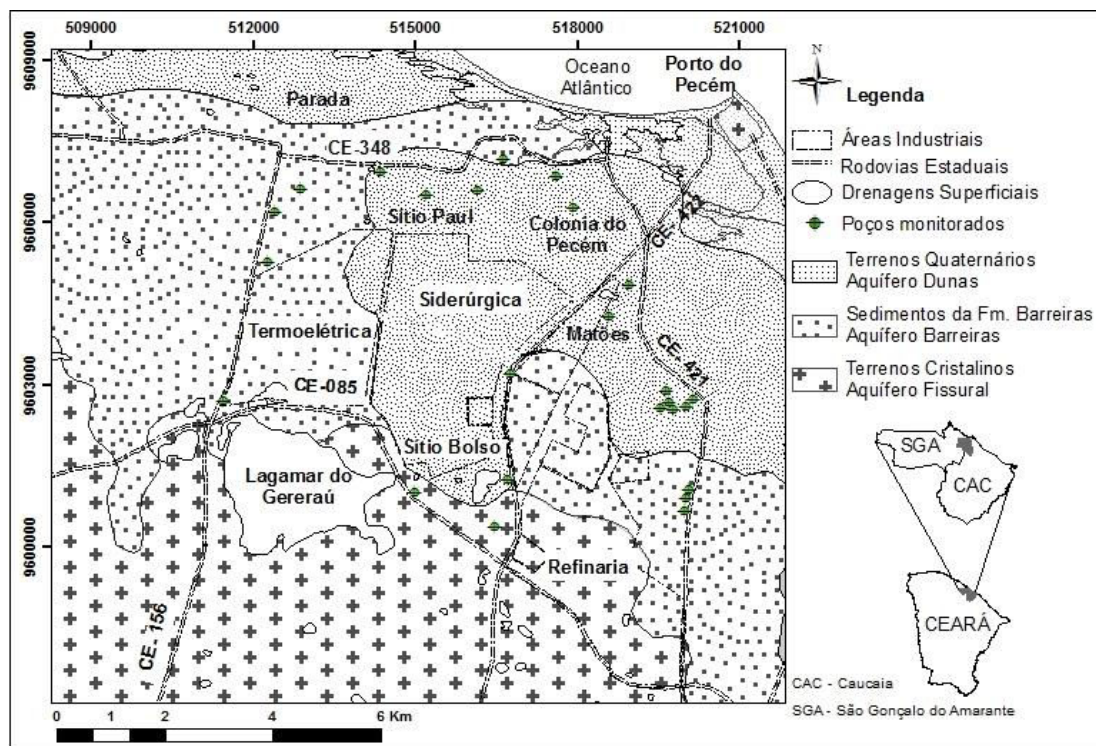 509000 512000 515000 518000 521000
9609000
9606000
9603000
9600000
Oceano
Atlântico
Porto do
Pecém
Parada
CE-348
Sítio Paul
Colonia do
Pecém
CE- 422
Siderúrgica
Termoelétrica
Matões
CE-085
CE-421
Sítio Bolso
Lagamar do
Gereraú
Refinaria
CE- 156
0 1 2 4 6 Km
N
Legenda
Áreas Industriais
Rodovias Estaduais
Drenagens Superficiais
Poços monitorados
Terrenos Quaternários
Aquífero Dunas
Sedimentos da Fm. Barreiras
Aquífero Barreiras
Terrenos Cristalinos
Aquífero Fissural
SGA
CAC
CEARÁ
CAC - Caucaia
SGA - São Gonçalo do Amarante